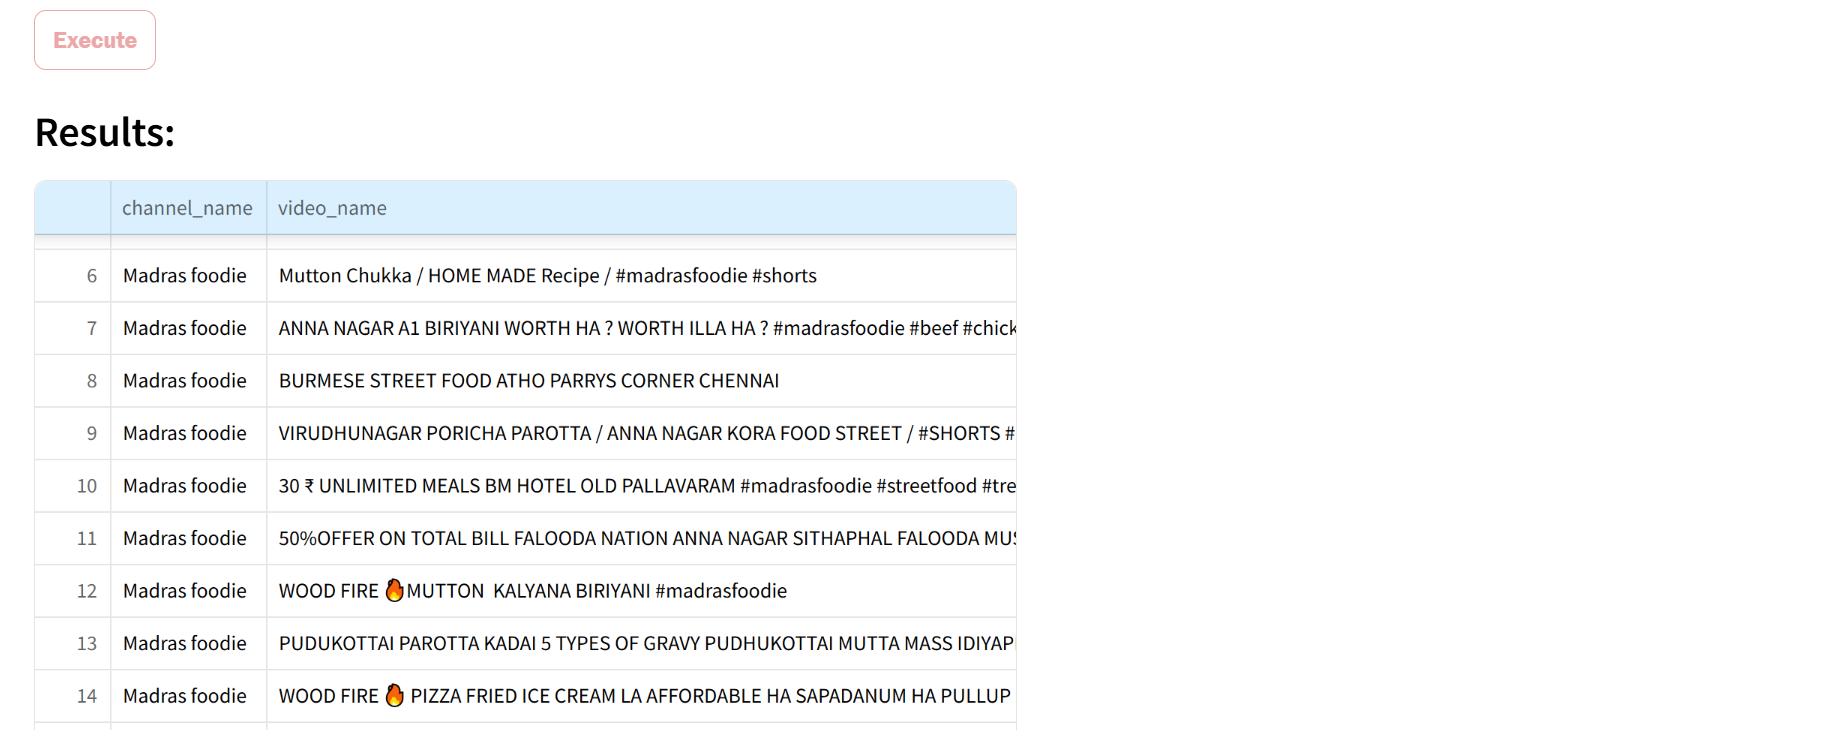 Execute
Results:
channel_name video_name
6 Madras foodie Mutton Chukka / HOME MADE Recipe / #madrasfoodie #shorts
7 Madras foodie ANNA NAGAR A1 BIRIYANI WORTH HA ? WORTH ILLA HA ? #madrasfoodie #beef #chick
8 Madras foodie BURMESE STREET FOOD ATHO PARRYS CORNER CHENNAI
9 Madras foodie VIRUDHUNAGAR PORICHA PAROTTA / ANNA NAGAR KORA FOOD STREET / #SHORTS #
10 Madras foodie 30 ₹ UNLIMITED MEALS BM HOTEL OLD PALLAVARAM #madrasfoodie #streetfood #tre
11 Madras foodie 50%OFFER ON TOTAL BILL FALOODA NATION ANNA NAGAR SITHAPHAL FALOODA MUS
12 Madras foodie WOOD FIRE 🔥MUTTON  KALYANA BIRIYANI #madrasfoodie
13 Madras foodie PUDUKOTTAI PAROTTA KADAI 5 TYPES OF GRAVY PUDHUKOTTAI MUTTA MASS IDIYAP
14 Madras foodie WOOD FIRE 🔥 PIZZA FRIED ICE CREAM LA AFFORDABLE HA SAPADANUM HA PULLUP